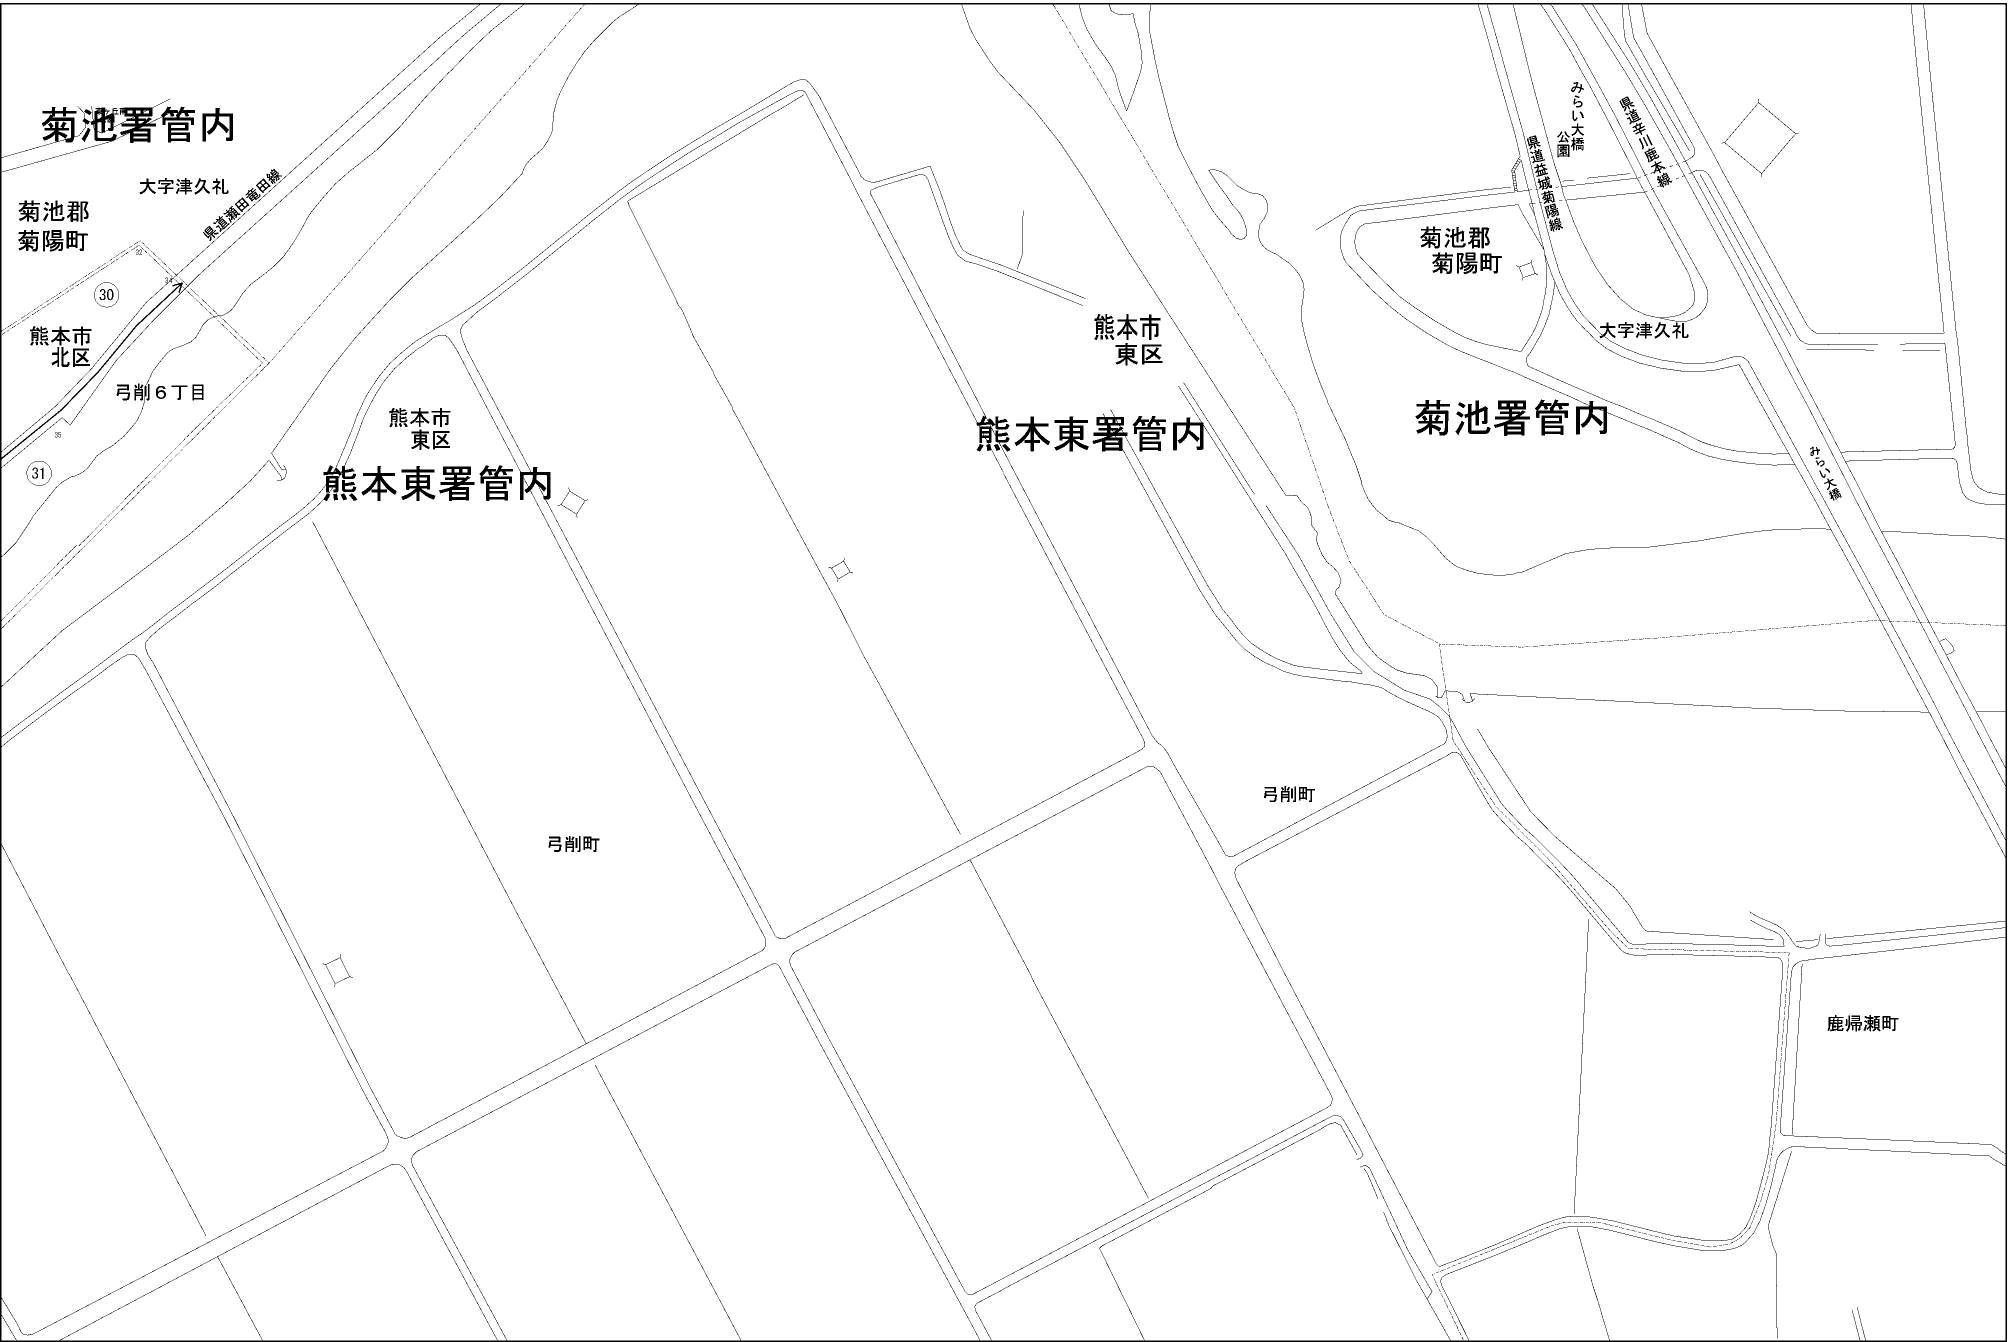 菊池署管内
大字津久礼
県道瀬田竜田線
菊池郡
菊陽町
32
34
30
熊本市
北区
弓削6丁目
35
31
熊本市
東区
熊本東署管内
弓削町
熊本市
東区
熊本東署管内
弓削町
みらい大橋
公園
県道益城菊陽線
県道辛川鹿本線
菊池郡
菊陽町
大字津久礼
菊池署管内
みらい大橋
鹿帰瀬町